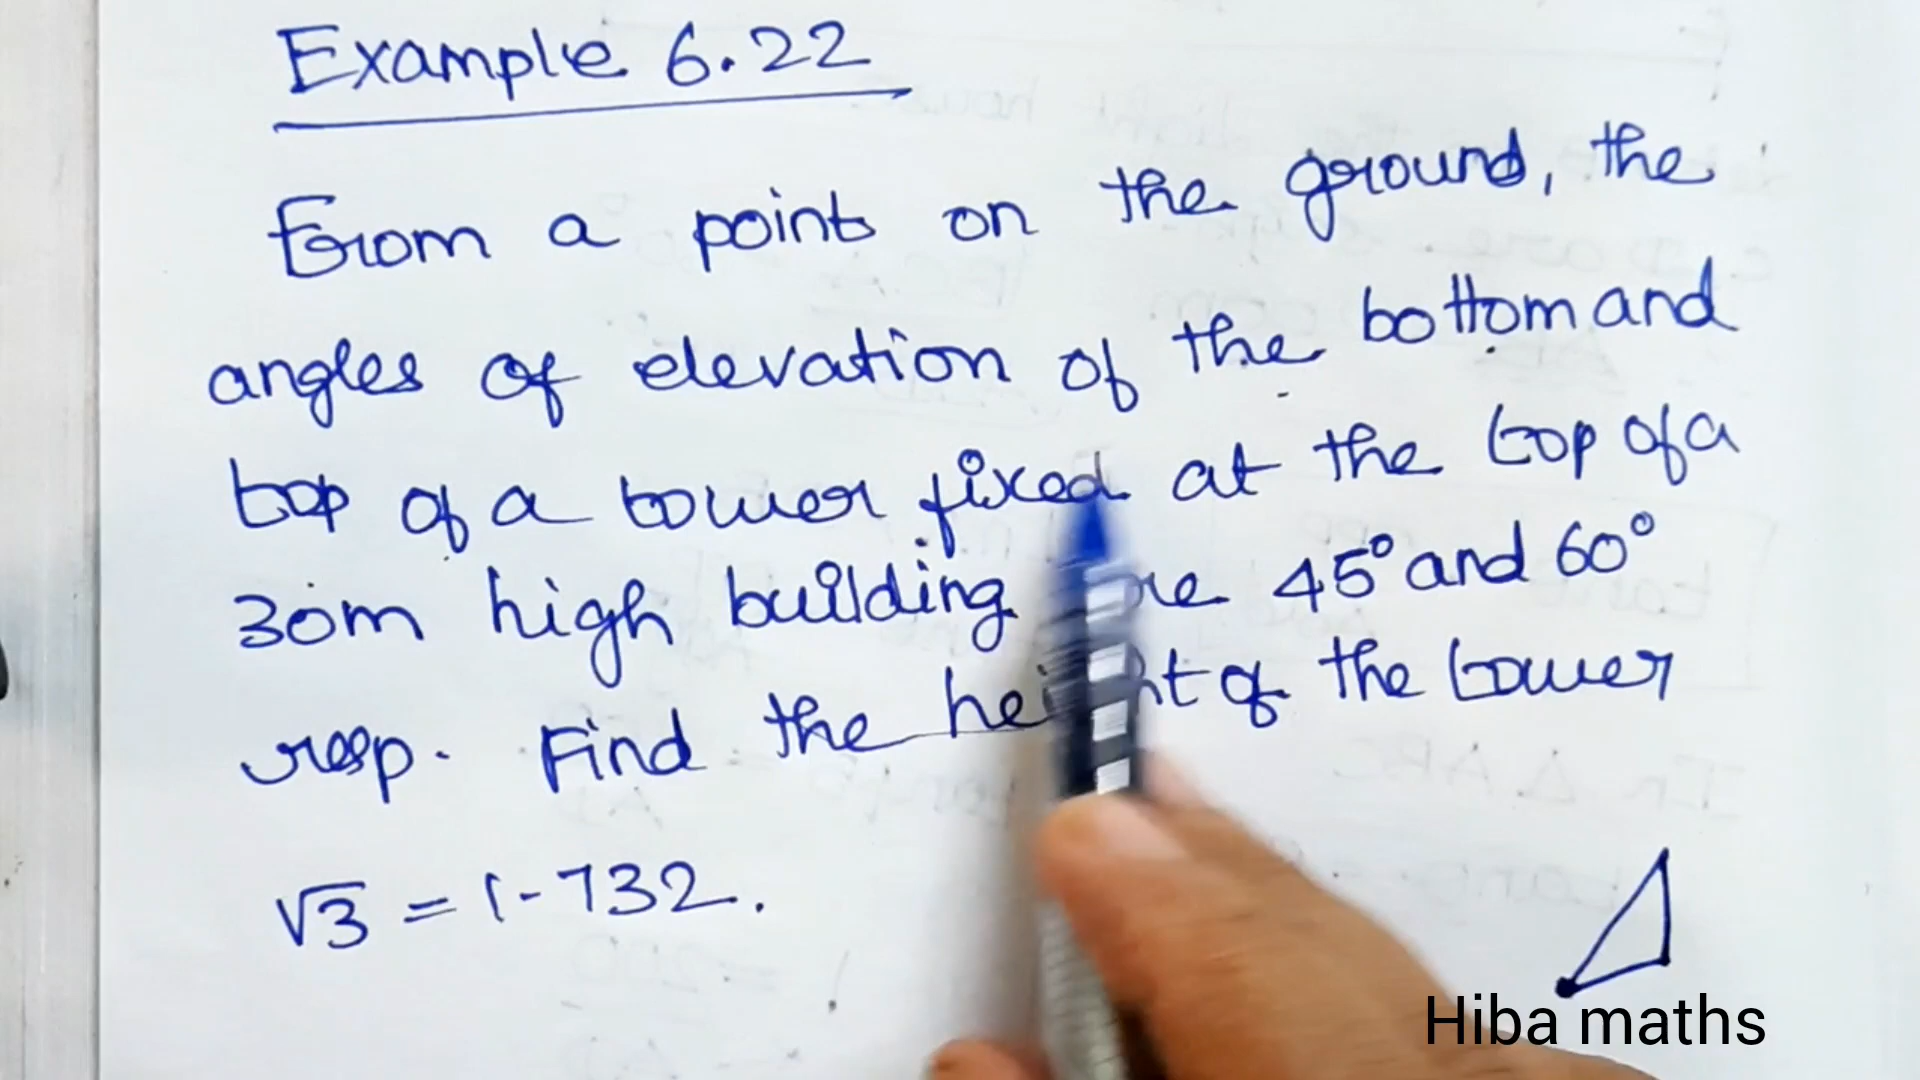 Example 6.22
From a point on the ground, the
angles of elevation of the bottom and
top of a tower fixed at the top of a
30m high building 45° and 60°
resp. Find the of the tower
√3 = 1.732.
Hiba maths